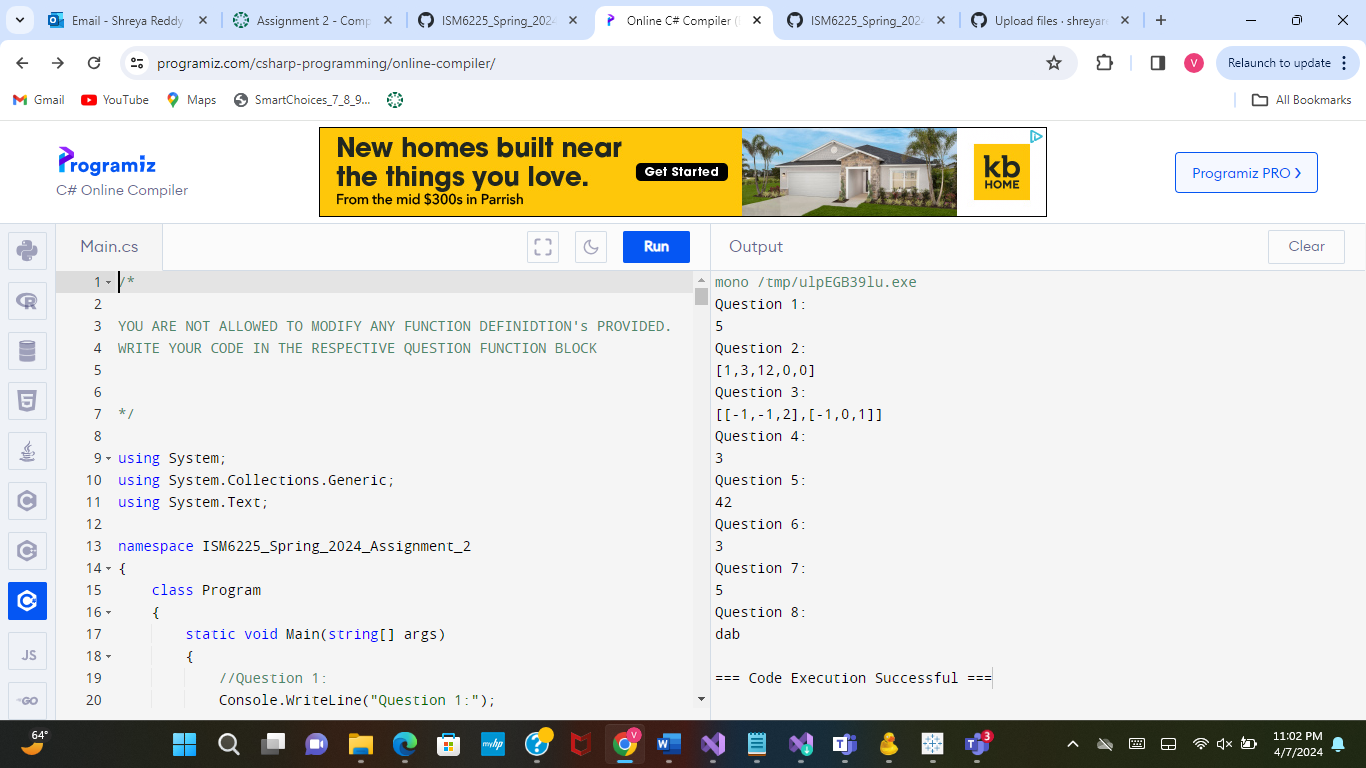 Email - Shreya Reddy
Assignment 2 - Comp
ISM6225_Spring_2024
Online C# Compiler (
ISM6225_Spring_2024
Upload files · shreyar
programiz.com/csharp-programming/online-compiler/
V
Relaunch to update
Gmail
YouTube
Maps
SmartChoices_7_8_9...
All Bookmarks
Programiz
C# Online Compiler
New homes built near
the things you love.
From the mid $300s in Parrish
Get Started
kb
HOME
Programiz PRO
Main.cs
Run
Output
Clear
1 /*
2
3 YOU ARE NOT ALLOWED TO MODIFY ANY FUNCTION DEFINIDTION's PROVIDED.
4 WRITE YOUR CODE IN THE RESPECTIVE QUESTION FUNCTION BLOCK
5
6
7 */
8
9 using System;
10 using System.Collections.Generic;
11 using System.Text;
12
13 namespace ISM6225_Spring_2024_Assignment_2
14 {
15 class Program
16 {
17 static void Main(string[] args)
18 {
19 //Question 1:
20 Console.WriteLine("Question 1:");
mono /tmp/ulpEGB39lu.exe
Question 1:
5
Question 2:
[1,3,12,0,0]
Question 3:
[[-1,-1,2],[-1,0,1]]
Question 4:
3
Question 5:
42
Question 6:
3
Question 7:
5
Question 8:
dab
=== Code Execution Successful ===
JS
GO
64°
myhp
V
3
11:02 PM
4/7/2024